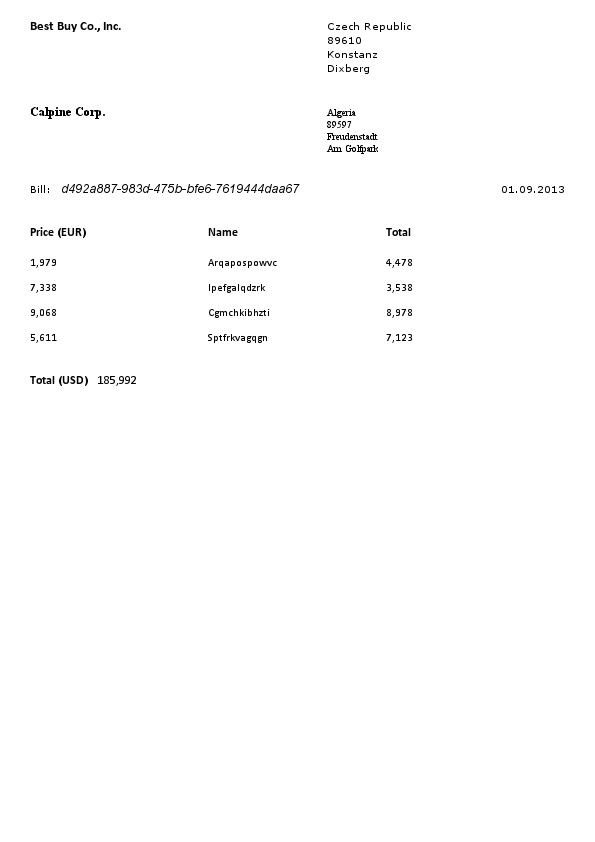 Best Buy Co., Inc.
Czech Republic
89610
Konstanz
Dixberg
Calpine Corp.
Algeria
89597
Freudenstadt
Am Golfpark
Bill: d492a887-983d-475b-bfe6-7619444daa67 01.09.2013
Price (EUR) Name Total
1,979 Arqapospowvc 4,478
7,338 Ipefgalqdzrk 3,538
9,068 Cgmchkibhzti 8,978
5,611 Sptfrkvagqgn 7,123
Total (USD) 185,992